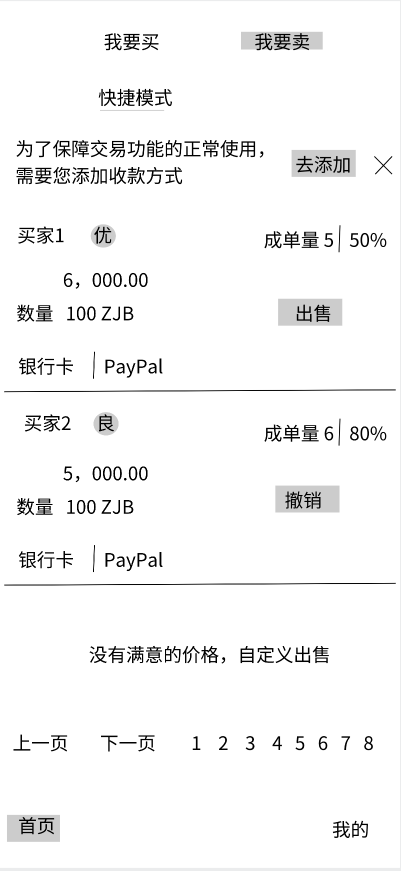 我要买 我要卖
快捷模式
为了保障交易功能的正常使用，
需要您添加收款方式
去添加
买家1 优 成单量 5 50%
6，000.00
数量 100 ZJB 出售
银行卡 PayPal
买家2 良 成单量 6 80%
5，000.00
数量 100 ZJB 撤销
银行卡 PayPal
没有满意的价格，自定义出售
上一页 下一页 1 2 3 4 5 6 7 8
首页 我的